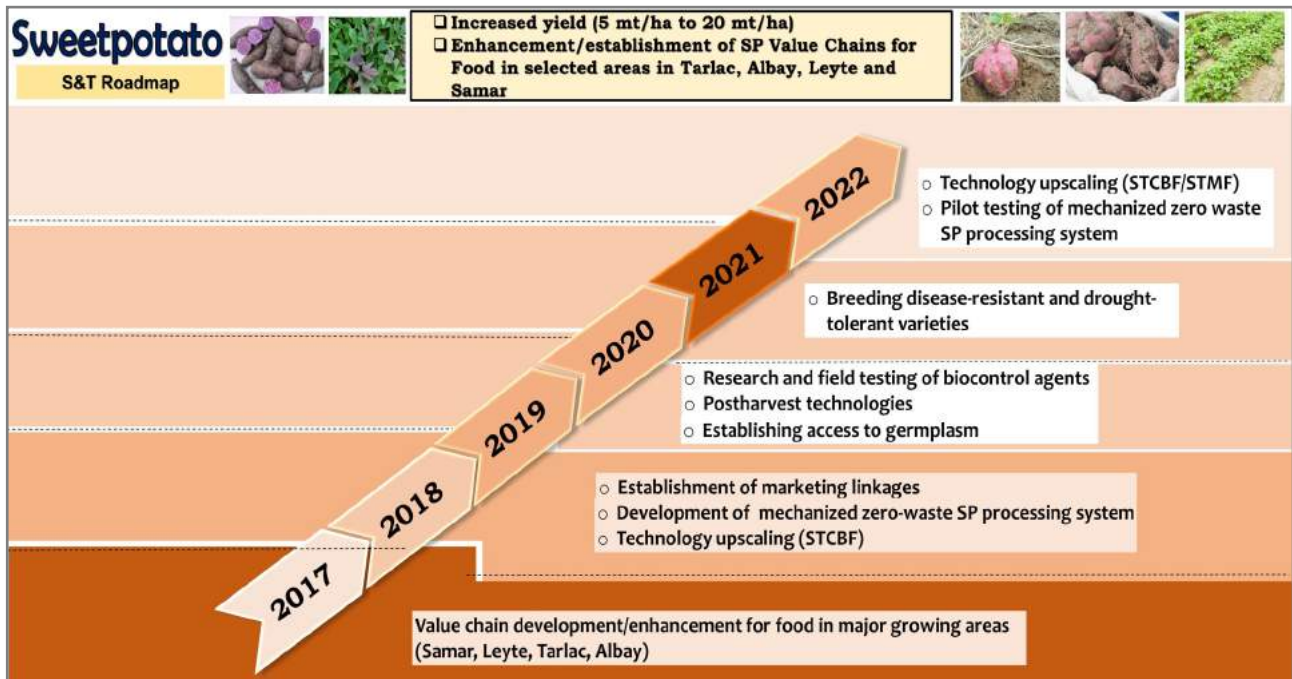 Sweetpotato
S&T Roadmap
❑ Increased yield (5 mt/ha to 20 mt/ha)
❑ Enhancement/establishment of SP Value Chains for
Food in selected areas in Tarlac, Albay, Leyte and
Samar
2022
○ Technology upscaling (STCBF/STMF)
○ Pilot testing of mechanized zero waste
SP processing system
2021
○ Breeding disease-resistant and drought-
tolerant varieties
2020
○ Research and field testing of biocontrol agents
○ Postharvest technologies
○ Establishing access to germplasm
2019
2018
○ Establishment of marketing linkages
○ Development of mechanized zero-waste SP processing system
○ Technology upscaling (STCBF)
2017
Value chain development/enhancement for food in major growing areas
(Samar, Leyte, Tarlac, Albay)